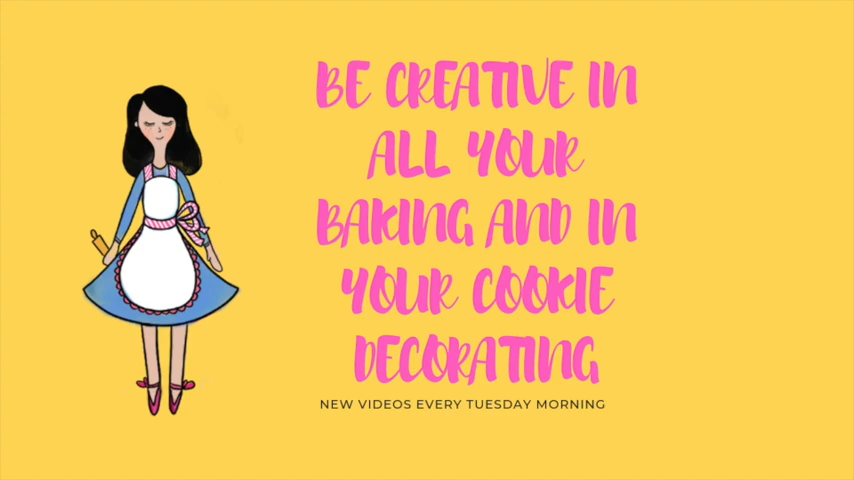 BE CREATIVE IN
ALL YOUR
BAKING AND IN
YOUR COOKIE
DECORATING
NEW VIDEOS EVERY TUESDAY MORNING